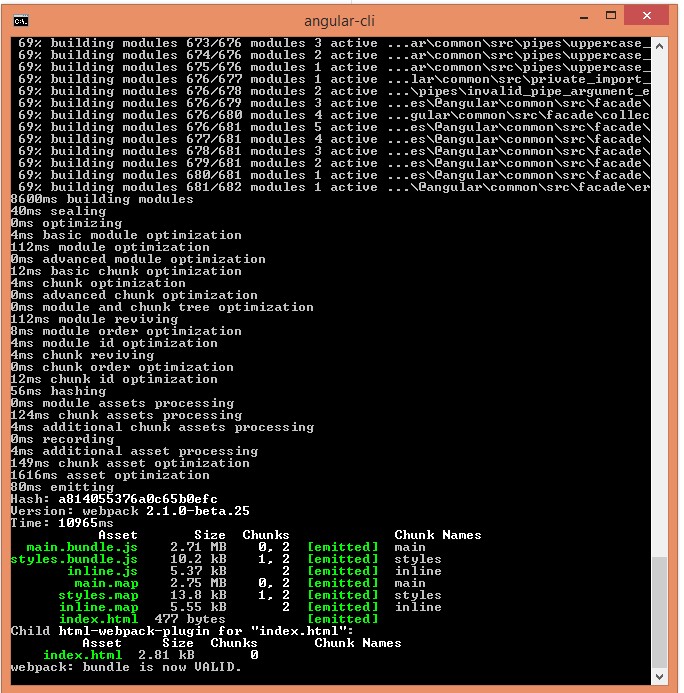 angular-cli
69% building modules 673/676 modules 3 active ...ar\common\src\pipes\uppercase_
69% building modules 674/676 modules 2 active ...ar\common\src\pipes\uppercase_
69% building modules 675/676 modules 1 active ...ar\common\src\pipes\uppercase_
69% building modules 676/677 modules 1 active ...lar\common\src\private_import_
69% building modules 676/678 modules 2 active ...\pipes\invalid_pipe_argument_e
69% building modules 676/679 modules 3 active ...es\@angular\common\src\facade\
69% building modules 676/680 modules 4 active ...gular\common\src\facade\collec
69% building modules 676/681 modules 5 active ...es\@angular\common\src\facade\
69% building modules 677/681 modules 4 active ...es\@angular\common\src\facade\
69% building modules 678/681 modules 3 active ...es\@angular\common\src\facade\
69% building modules 679/681 modules 2 active ...es\@angular\common\src\facade\
69% building modules 680/681 modules 1 active ...es\@angular\common\src\facade\
69% building modules 681/682 modules 1 active ...\@angular\common\src\facade\er
8600ms building modules
40ms sealing
0ms optimizing
4ms basic module optimization
112ms module optimization
0ms advanced module optimization
12ms basic chunk optimization
4ms chunk optimization
0ms advanced chunk optimization
0ms module and chunk tree optimization
112ms module reviving
8ms module order optimization
4ms module id optimization
4ms chunk reviving
0ms chunk order optimization
12ms chunk id optimization
56ms hashing
0ms module assets processing
124ms chunk assets processing
4ms additional chunk assets processing
0ms recording
4ms additional asset processing
149ms chunk asset optimization
1616ms asset optimization
80ms emitting
Hash: a814055376a0c65b0efc
Version: webpack 2.1.0-beta.25
Time: 10965ms
Asset Size Chunks Chunk Names
main.bundle.js 2.71 MB 0, 2 [emitted] main
styles.bundle.js 10.2 kB 1, 2 [emitted] styles
inline.js 5.37 kB 2 [emitted] inline
main.map 2.75 MB 0, 2 [emitted] main
styles.map 13.8 kB 1, 2 [emitted] styles
inline.map 5.55 kB 2 [emitted] inline
index.html 477 bytes [emitted]
Child html-webpack-plugin for "index.html":
Asset Size Chunks Chunk Names
index.html 2.81 kB 0
webpack: bundle is now VALID.